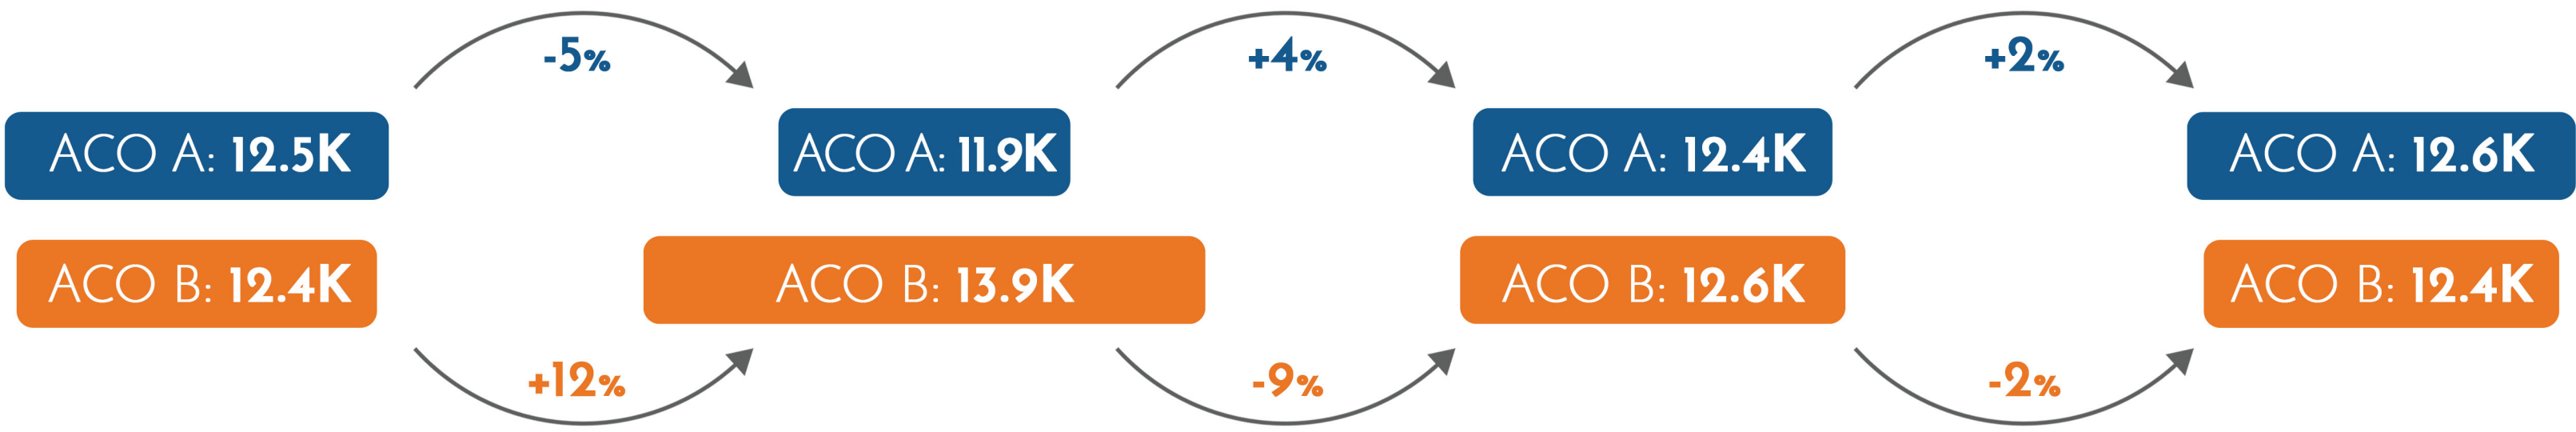 -5%
+4%
+2%
ACO A: 12.5K
ACO A: 11.9K
ACO A: 12.4K
ACO A: 12.6K
ACO B: 12.4K
ACO B: 13.9K
ACO B: 12.6K
ACO B: 12.4K
+12%
-9%
-2%